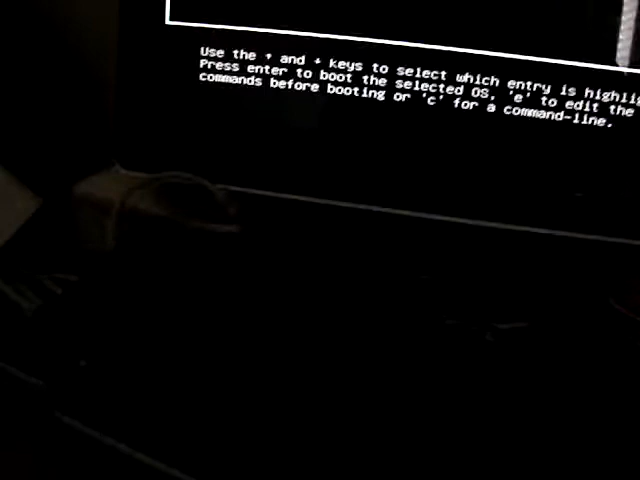 Use the ↑ and ↓ keys to select which entry is
Press enter to boot the selected OS, 'e' to edit the
commands before booting or 'c' for a command-line.